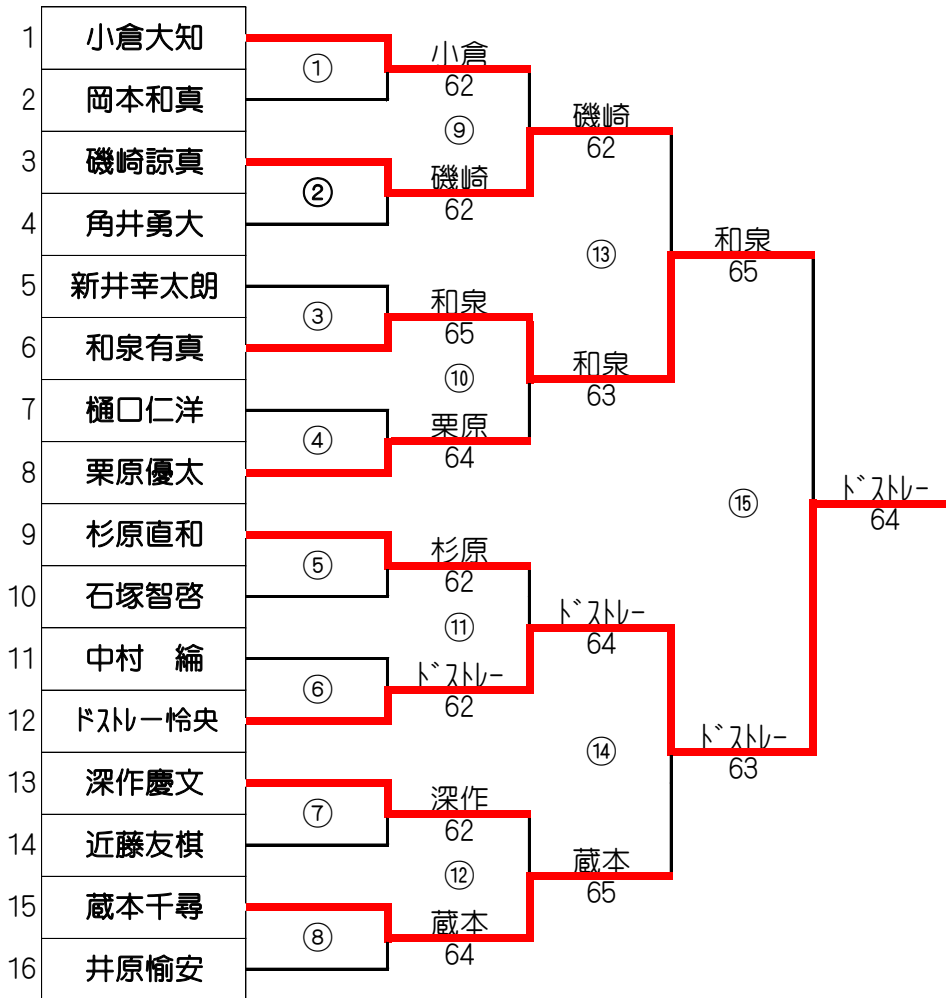 1 小倉大知
2 岡本和真
3 磯崎諒真
4 角井勇大
5 新井幸太朗
6 和泉有真
7 樋口仁洋
8 栗原優太
9 杉原直和
10 石塚智啓
11 中村　綸
12 ドストレー怜央
13 深作慶文
14 近藤友棋
15 蔵本千尋
16 井原愉安
①
②
③
④
⑤
⑥
⑦
⑧
小倉
62
⑨
磯崎
62
和泉
65
⑩
栗原
64
杉原
62
⑪
ドストレー
62
深作
62
⑫
蔵本
64
磯崎
62
⑬
和泉
63
ドストレー
64
⑭
蔵本
65
和泉
65
⑮
ドストレー
63
ドストレー
64